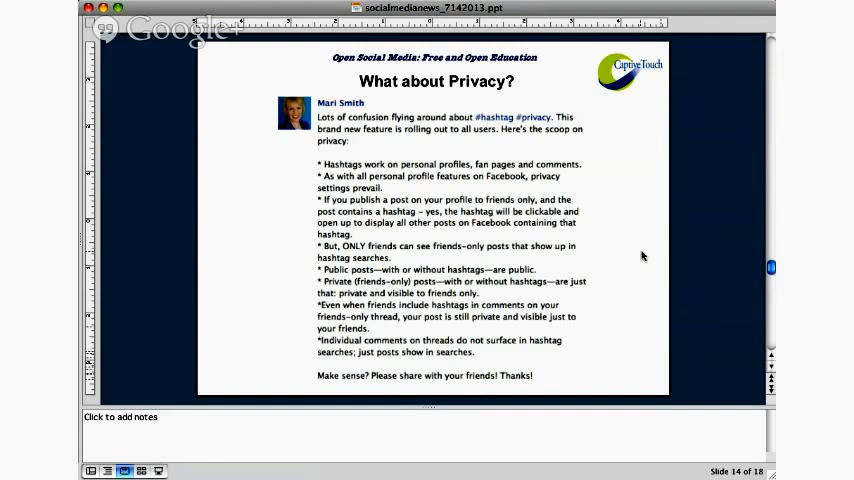 socialmedianews_7142013.ppt
Google+
Open Social Media: Free and Open Education
CaptiveTouch
What about Privacy?
Mari Smith
Lots of confusion flying around about #hashtag #privacy. This
brand new feature is rolling out to all users. Here's the scoop on
privacy:
* Hashtags work on personal profiles, fan pages and comments.
* As with all personal profile features on Facebook, privacy
settings prevail.
* If you publish a post on your profile to friends only, and the
post contains a hashtag – yes, the hashtag will be clickable and
open up to display all other posts on Facebook containing that
hashtag.
* But, ONLY friends can see friends-only posts that show up in
hashtag searches.
* Public posts—with or without hashtags—are public.
* Private (friends-only) posts—with or without hashtags—are just
that: private and visible to friends only.
*Even when friends include hashtags in comments on your
friends-only thread, your post is still private and visible just to
your friends.
*Individual comments on threads do not surface in hashtag
searches; just posts show in searches.
Make sense? Please share with your friends! Thanks!
Click to add notes
Slide 14 of 18